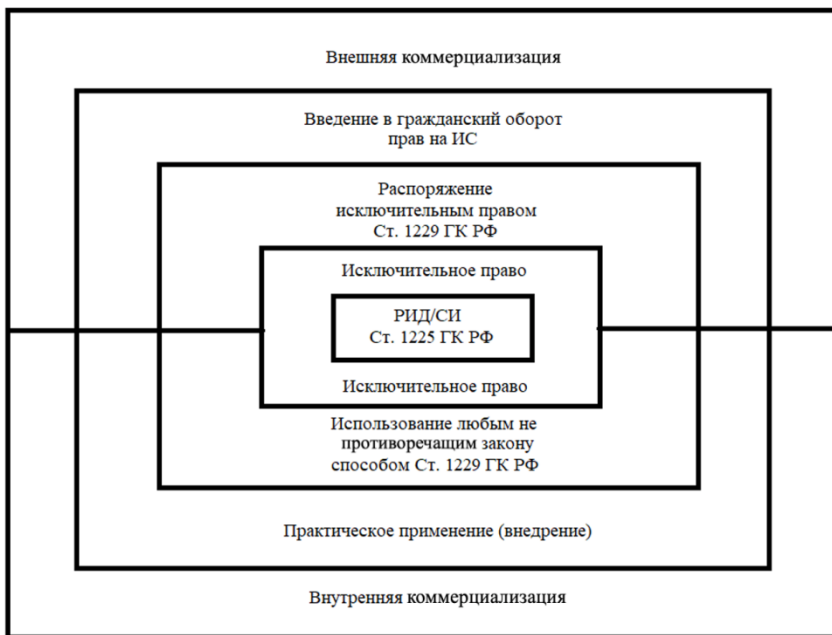 Внешняя коммерциализация
Введение в гражданский оборот
прав на ИС
Распоряжение
исключительным правом
Ст. 1229 ГК РФ
Исключительное право
РИД/СИ
Ст. 1225 ГК РФ
Исключительное право
Использование любым не
противоречащим закону
способом Ст. 1229 ГК РФ
Практическое применение (внедрение)
Внутренняя коммерциализация